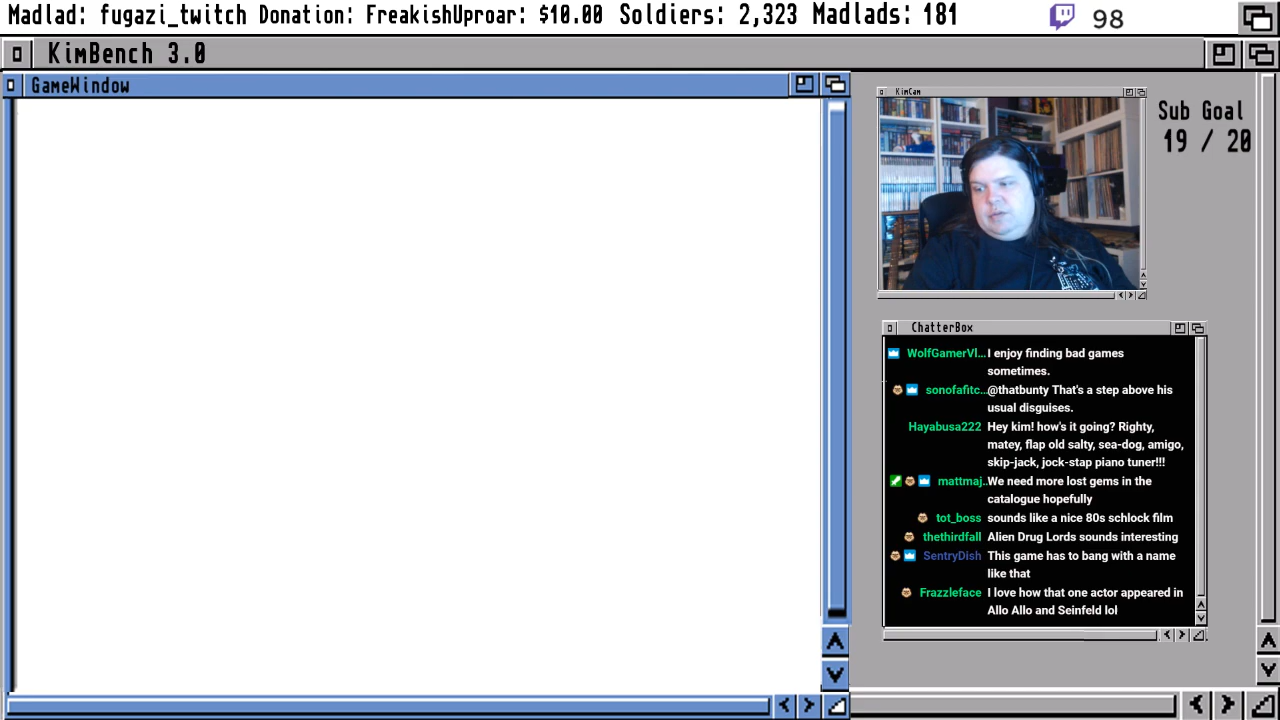 Madlad: fugazi_twitch Donation: FreakishUproar: $10.00 Soldiers: 2,323 Madlads: 181
98
KimBench 3.0
GameWindow
KimCam
Sub Goal
19 / 20
ChatterBox
WolfGamerVl... I enjoy finding bad games
sometimes.
sonofafitc... @thatbunty That's a step above his
usual disguises.
Hayabusa222 Hey kim! how's it going? Righty,
matey, flap old salty, sea-dog, amigo,
skip-jack, jock-stap piano tuner!!!
mattmaj... We need more lost gems in the
catalogue hopefully
tot_boss sounds like a nice 80s schlock film
thethirdfall Alien Drug Lords sounds interesting
SentryDish This game has to bang with a name
like that
Frazzleface I love how that one actor appeared in
Allo Allo and Seinfeld lol